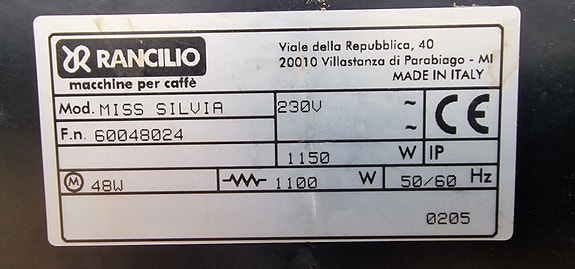 RANCILIO
macchine per caffè
Viale della Repubblica, 40
20010 Villastanza di Parabiago - MI
MADE IN ITALY
Mod. MISS SILVIA
230V ~
~
CE
F.n. 60048024
1150 W IP
M 48W 1100 W 50/60 Hz
0205